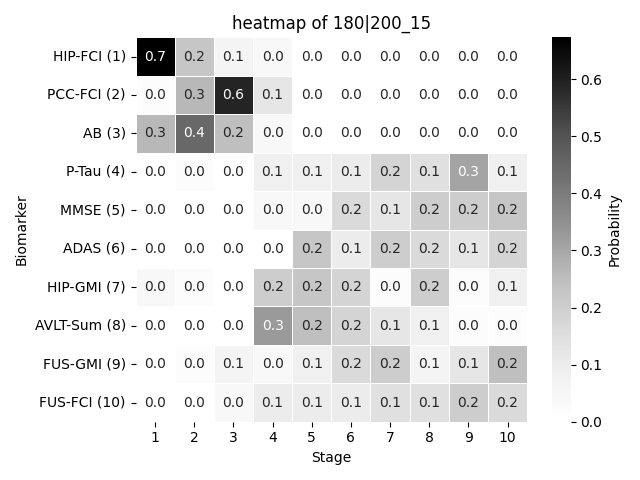 heatmap of 180|200_15
HIP-FCI (1) 0.7 0.2 0.1 0.0 0.0 0.0 0.0 0.0 0.0 0.0
PCC-FCI (2) 0.0 0.3 0.6 0.1 0.0 0.0 0.0 0.0 0.0 0.0
AB (3) 0.3 0.4 0.2 0.0 0.0 0.0 0.0 0.0 0.0 0.0
P-Tau (4) 0.0 0.0 0.0 0.1 0.1 0.1 0.2 0.1 0.3 0.1
MMSE (5) 0.0 0.0 0.0 0.0 0.0 0.2 0.1 0.2 0.2 0.2
ADAS (6) 0.0 0.0 0.0 0.0 0.2 0.1 0.2 0.2 0.1 0.2
HIP-GMI (7) 0.0 0.0 0.0 0.2 0.2 0.2 0.0 0.2 0.0 0.1
AVLT-Sum (8) 0.0 0.0 0.0 0.3 0.2 0.2 0.1 0.1 0.0 0.0
FUS-GMI (9) 0.0 0.0 0.1 0.0 0.1 0.2 0.2 0.1 0.1 0.2
FUS-FCI (10) 0.0 0.0 0.0 0.1 0.1 0.1 0.1 0.1 0.2 0.2
1 2 3 4 5 6 7 8 9 10
Stage
Biomarker
0.6
0.5
0.4
0.3
0.2
0.1
0.0
Probability